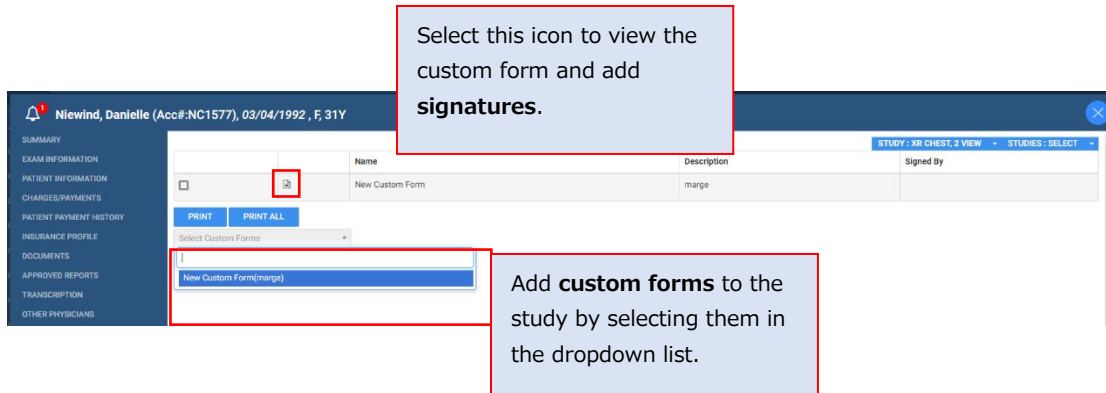 Select this icon to view the
custom form and add
signatures.
1
Niewind, Danielle (Acc#:NC1577), 03/04/1992 , F, 31Y
SUMMARY
EXAM INFORMATION
PATIENT INFORMATION
CHARGES/PAYMENTS
PATIENT PAYMENT HISTORY
INSURANCE PROFILE
DOCUMENTS
APPROVED REPORTS
TRANSCRIPTION
OTHER PHYSICIANS
STUDY : XR CHEST, 2 VIEW STUDIES : SELECT
Name Description Signed By
New Custom Form marge
PRINT PRINT ALL
Select Custom Forms
New Custom Form(marge)
Add custom forms to the
study by selecting them in
the dropdown list.